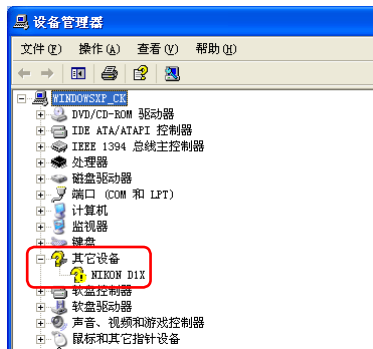 设备管理器
文件(F) 操作(A) 查看(V) 帮助(H)
WINDOWSXP_CK
DVD/CD-ROM 驱动器
IDE ATA/ATAPI 控制器
IEEE 1394 总线主控制器
处理器
磁盘驱动器
端口 (COM 和 LPT)
计算机
监视器
键盘
其它设备
NIKON D1X
软盘控制器
软盘驱动器
声音、视频和游戏控制器
鼠标和其它指针设备